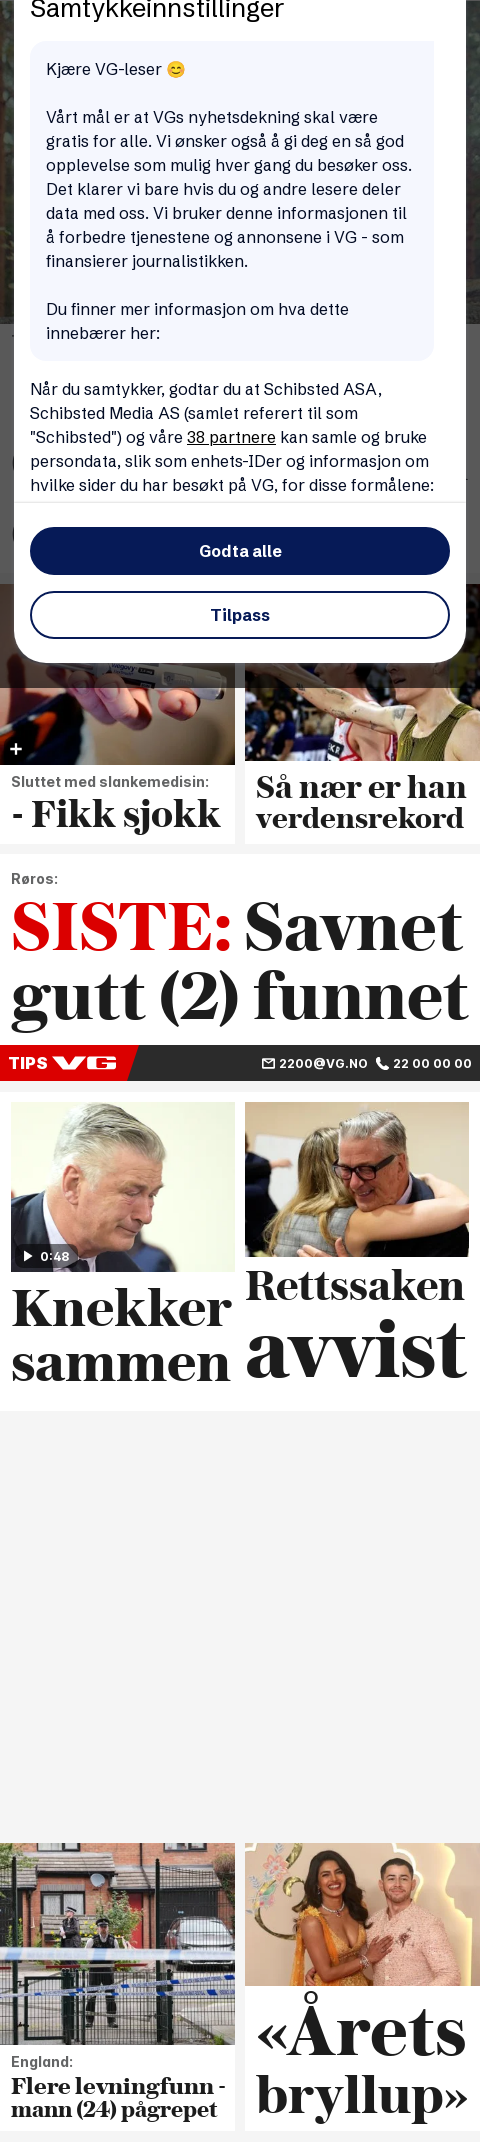 Samtykkeinnstillinger
Kjære VG-leser 😊
Vårt mål er at VGs nyhetsdekning skal være
gratis for alle. Vi ønsker også å gi deg en så god
opplevelse som mulig hver gang du besøker oss.
Det klarer vi bare hvis du og andre lesere deler
data med oss. Vi bruker denne informasjonen til
å forbedre tjenestene og annonsene i VG - som
finansierer journalistikken.
Du finner mer informasjon om hva dette
innebærer her:
Når du samtykker, godtar du at Schibsted ASA,
Schibsted Media AS (samlet referert til som
"Schibsted") og våre 38 partnere kan samle og bruke
persondata, slik som enhets-IDer og informasjon om
hvilke sider du har besøkt på VG, for disse formålene:
Godta alle
Tilpass
Sluttet med slankemedisin:
- Fikk sjokk
Så nær er han
verdensrekord
Røros:
SISTE: Savnet
gutt (2) funnet
TIPS VG 2200@VG.NO 22 00 00 00
0:48
Knekker
sammen
Rettssaken
avvist
England:
Flere levningfunn -
mann (24) pågrepet
«Årets
bryllup»